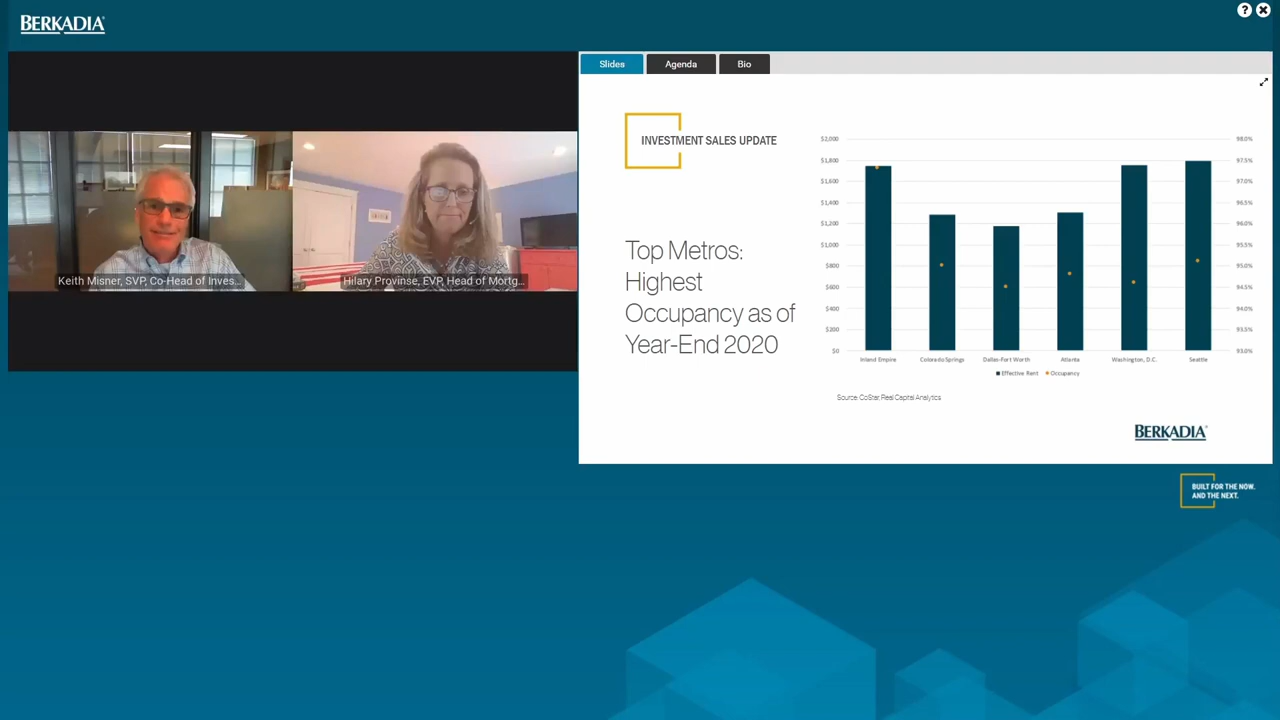 BERKADIA
Slides
Agenda
Bio
INVESTMENT SALES UPDATE
Top Metros:
Highest
Occupancy as of
Year-End 2020
$2,000
$1,800
$1,600
$1,400
$1,200
$1,000
$800
$600
$400
$200
$0
98.0%
97.5%
97.0%
96.5%
96.0%
95.5%
95.0%
94.5%
94.0%
93.5%
93.0%
Inland Empire
Colorado Springs
Dallas-Fort Worth
Atlanta
Washington, D.C.
Seattle
Effective Rent
Occupancy
Source: CoStar, Real Capital Analytics
BERKADIA
Keith Misner, SVP, Co-Head of Inves...
Hilary Provinse, EVP, Head of Mortg...
BUILT FOR THE NOW.
AND THE NEXT.